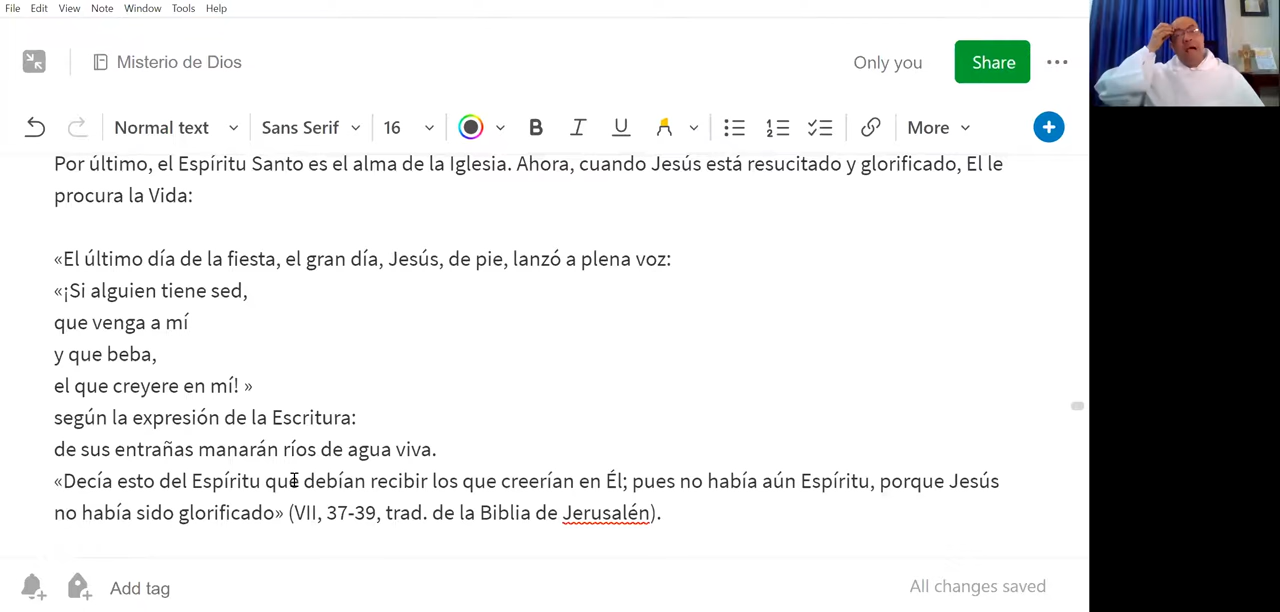 File Edit View Note Window Tools Help
Misterio de Dios
Only you
Share
Normal text
Sans Serif
16
B I U
More
Por último, el Espíritu Santo es el alma de la Iglesia. Ahora, cuando Jesús está resucitado y glorificado, El le
procura la Vida:
«El último día de la fiesta, el gran día, Jesús, de pie, lanzó a plena voz:
«¡Si alguien tiene sed,
que venga a mí
y que beba,
el que creyere en mí! »
según la expresión de la Escritura:
de sus entrañas manarán ríos de agua viva.
«Decía esto del Espíritu que debían recibir los que creerían en Él; pues no había aún Espíritu, porque Jesús
no había sido glorificado» (VII, 37-39, trad. de la Biblia de Jerusalén).
Add tag
All changes saved